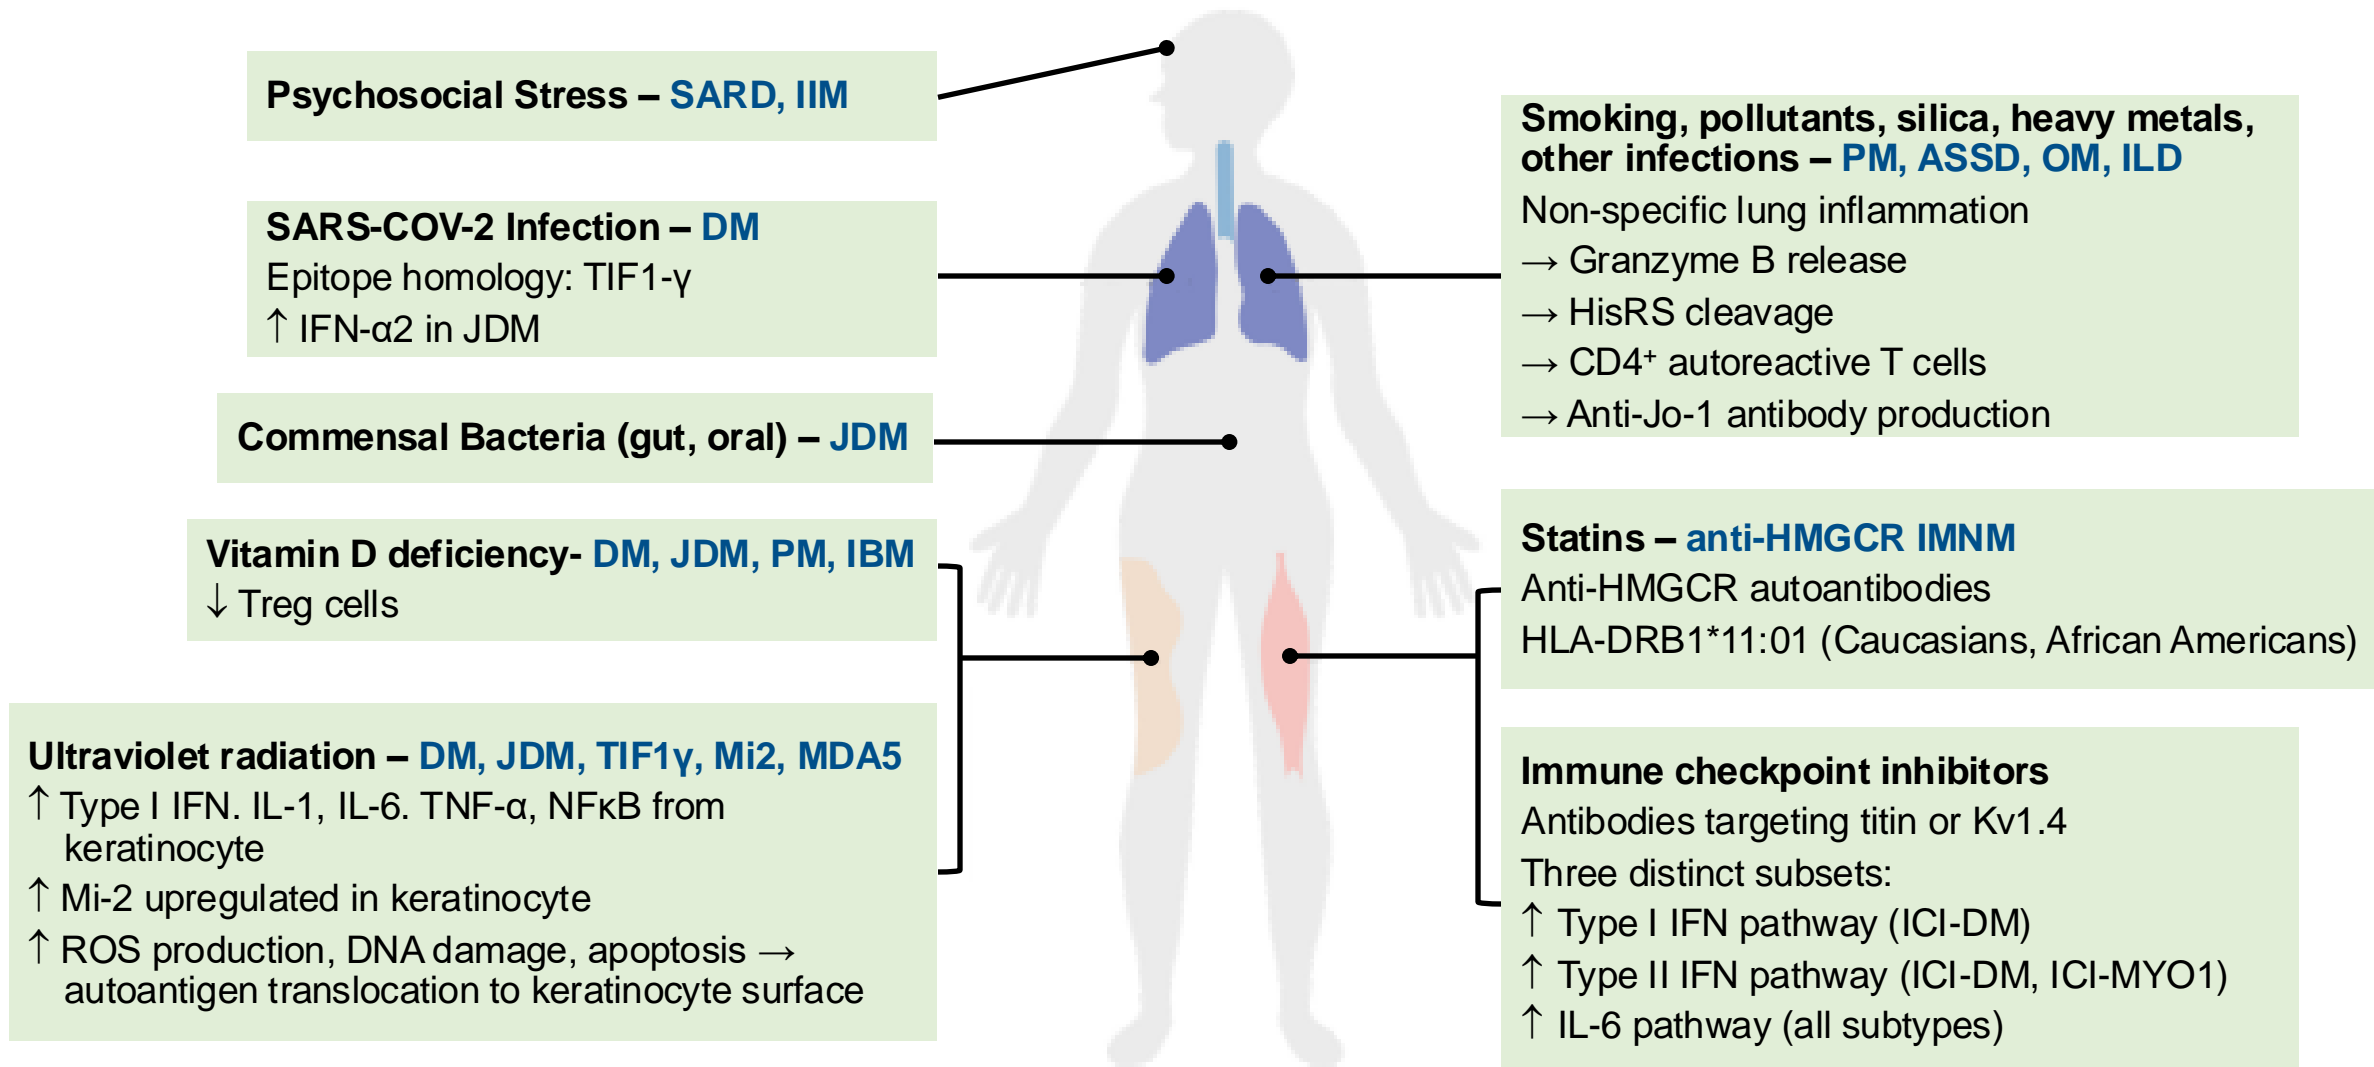 Psychosocial Stress – SARD, IIM
SARS-COV-2 Infection – DM
Epitope homology: TIF1-γ
↑ IFN-α2 in JDM
Commensal Bacteria (gut, oral) – JDM
Vitamin D deficiency- DM, JDM, PM, IBM
↓ Treg cells
Ultraviolet radiation – DM, JDM, TIF1γ, Mi2, MDA5
↑ Type I IFN. IL-1, IL-6. TNF-α, NFκB from
keratinocyte
↑ Mi-2 upregulated in keratinocyte
↑ ROS production, DNA damage, apoptosis →
autoantigen translocation to keratinocyte surface
Smoking, pollutants, silica, heavy metals,
other infections – PM, ASSD, OM, ILD
Non-specific lung inflammation
→ Granzyme B release
→ HisRS cleavage
→ CD4⁺ autoreactive T cells
→ Anti-Jo-1 antibody production
Statins – anti-HMGCR IMNM
Anti-HMGCR autoantibodies
HLA-DRB1*11:01 (Caucasians, African Americans)
Immune checkpoint inhibitors
Antibodies targeting titin or Kv1.4
Three distinct subsets:
↑ Type I IFN pathway (ICI-DM)
↑ Type II IFN pathway (ICI-DM, ICI-MYO1)
↑ IL-6 pathway (all subtypes)